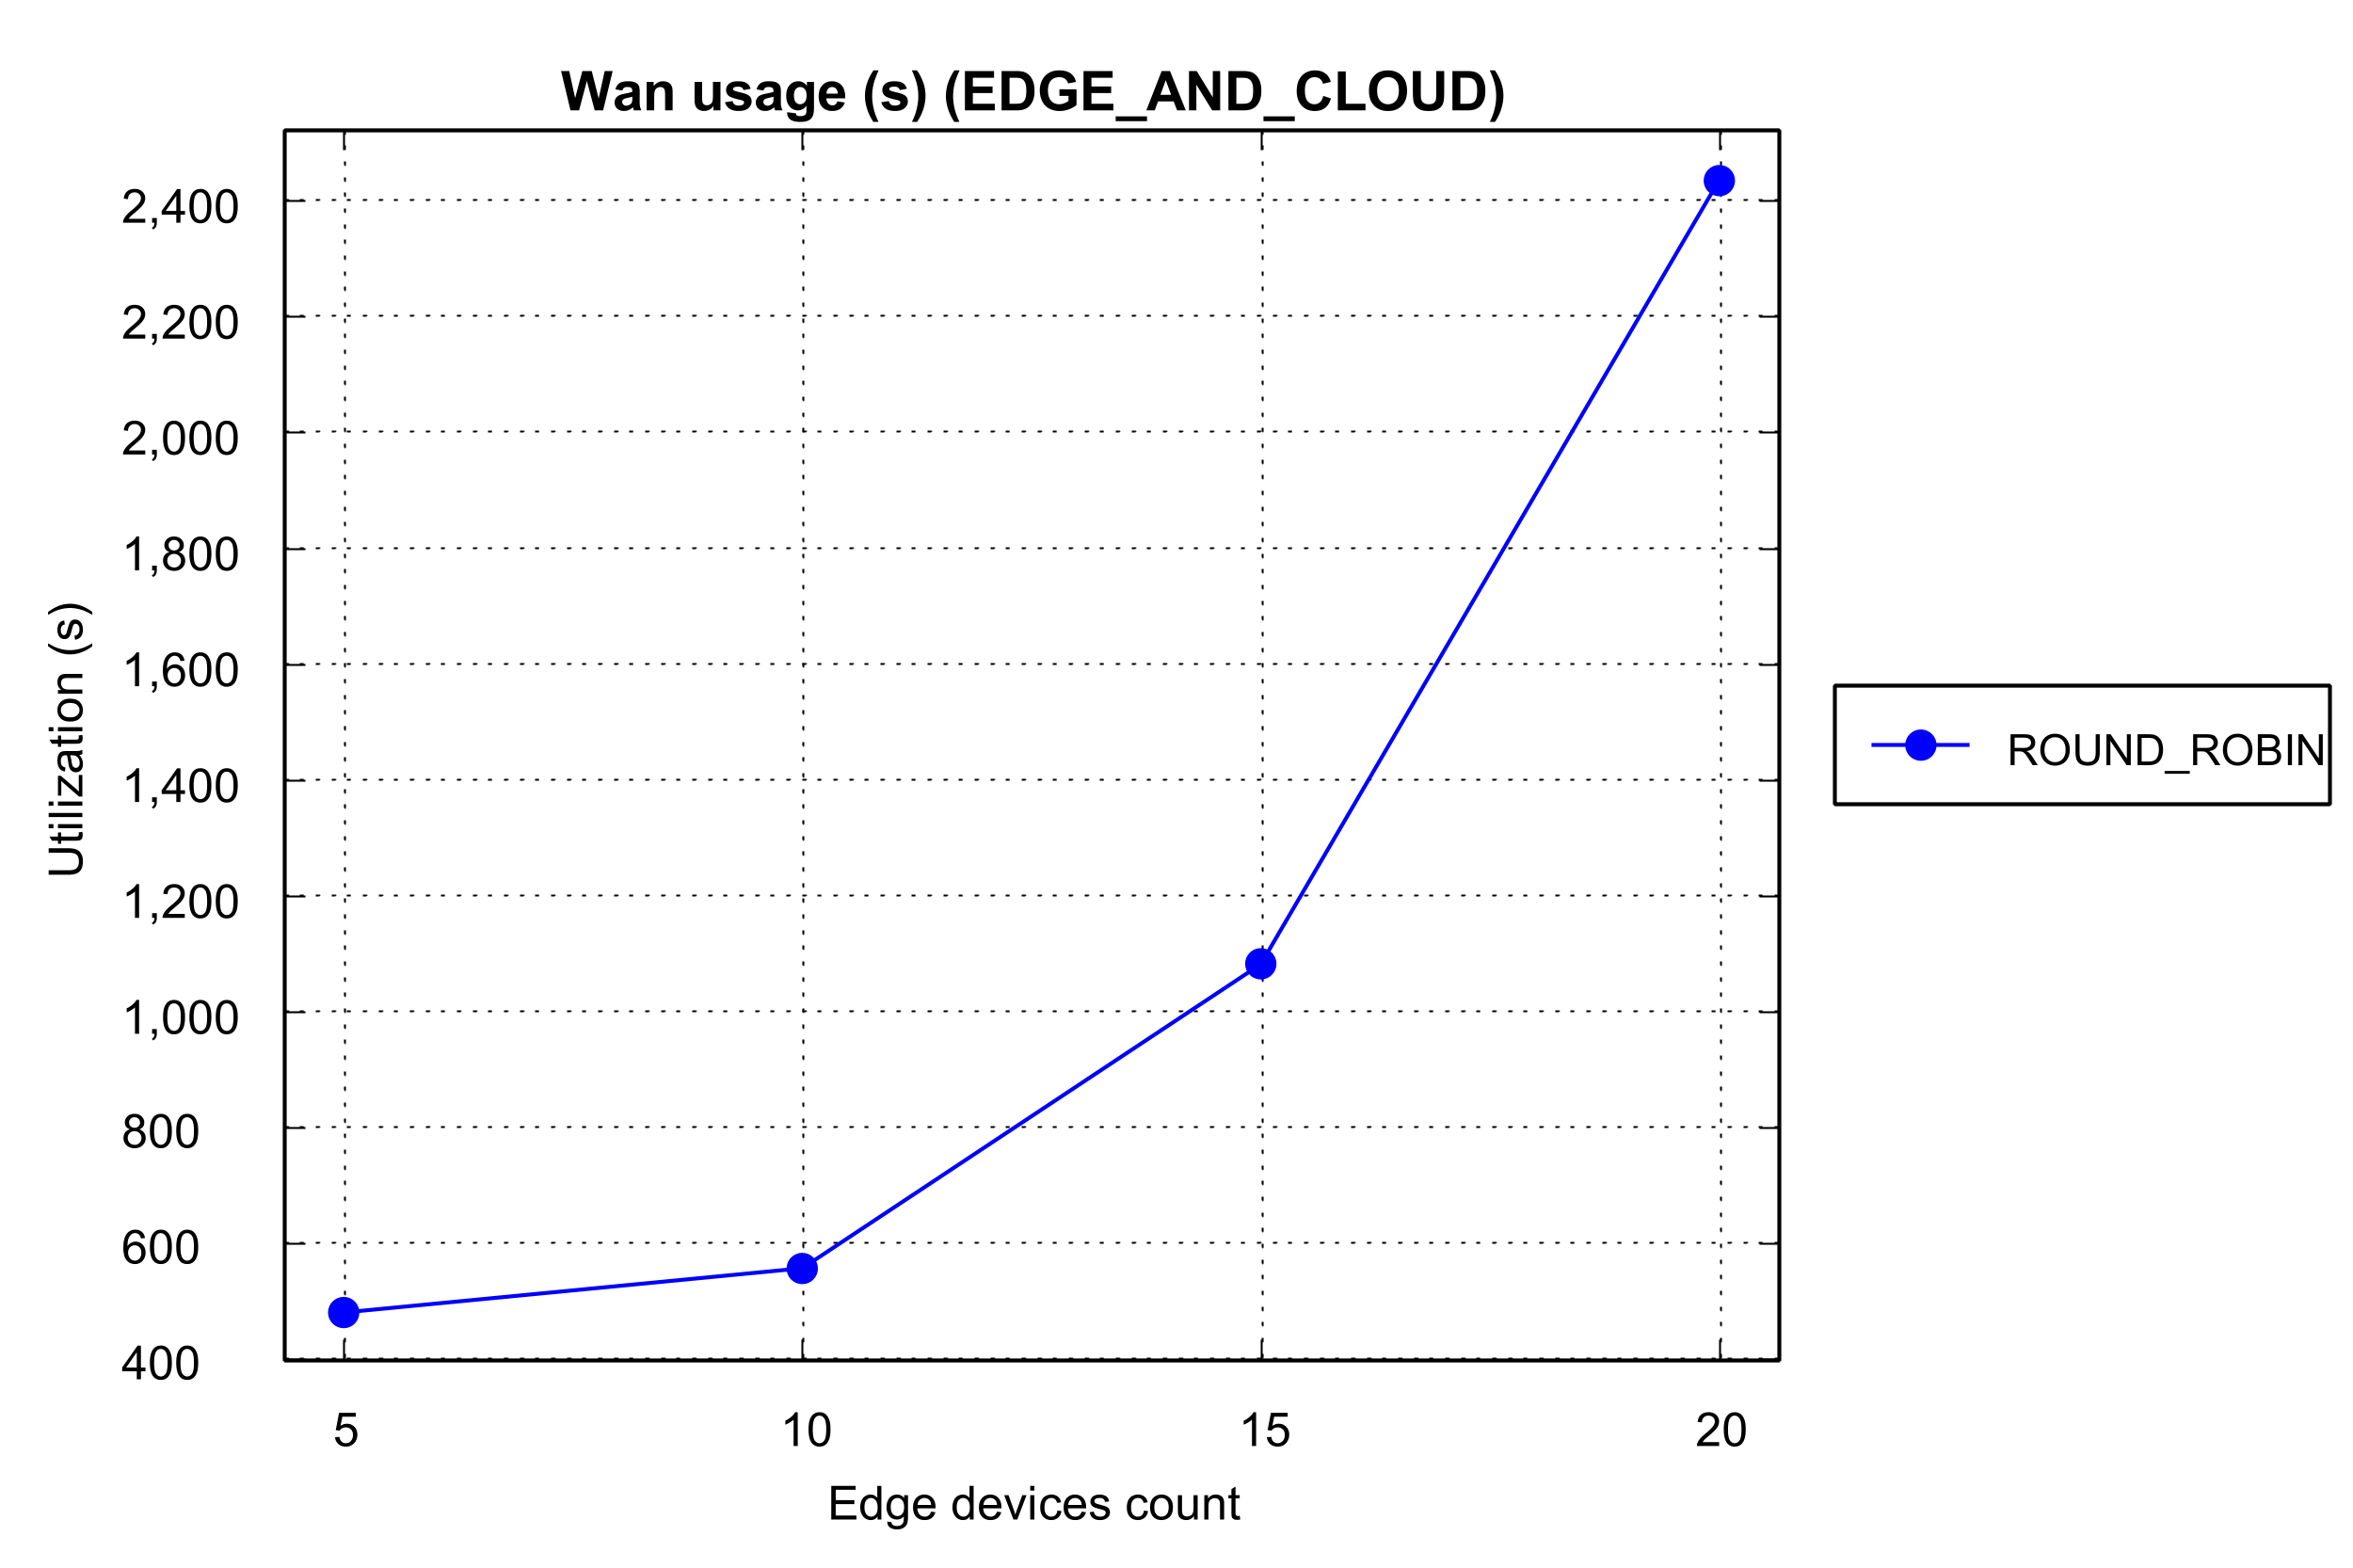 Wan usage (s) (EDGE_AND_CLOUD)
2,400
2,200
2,000
1,800
1,600
1,400
1,200
1,000
800
600
400
Utilization (s)
5 10 15 20
Edge devices count
ROUND_ROBIN